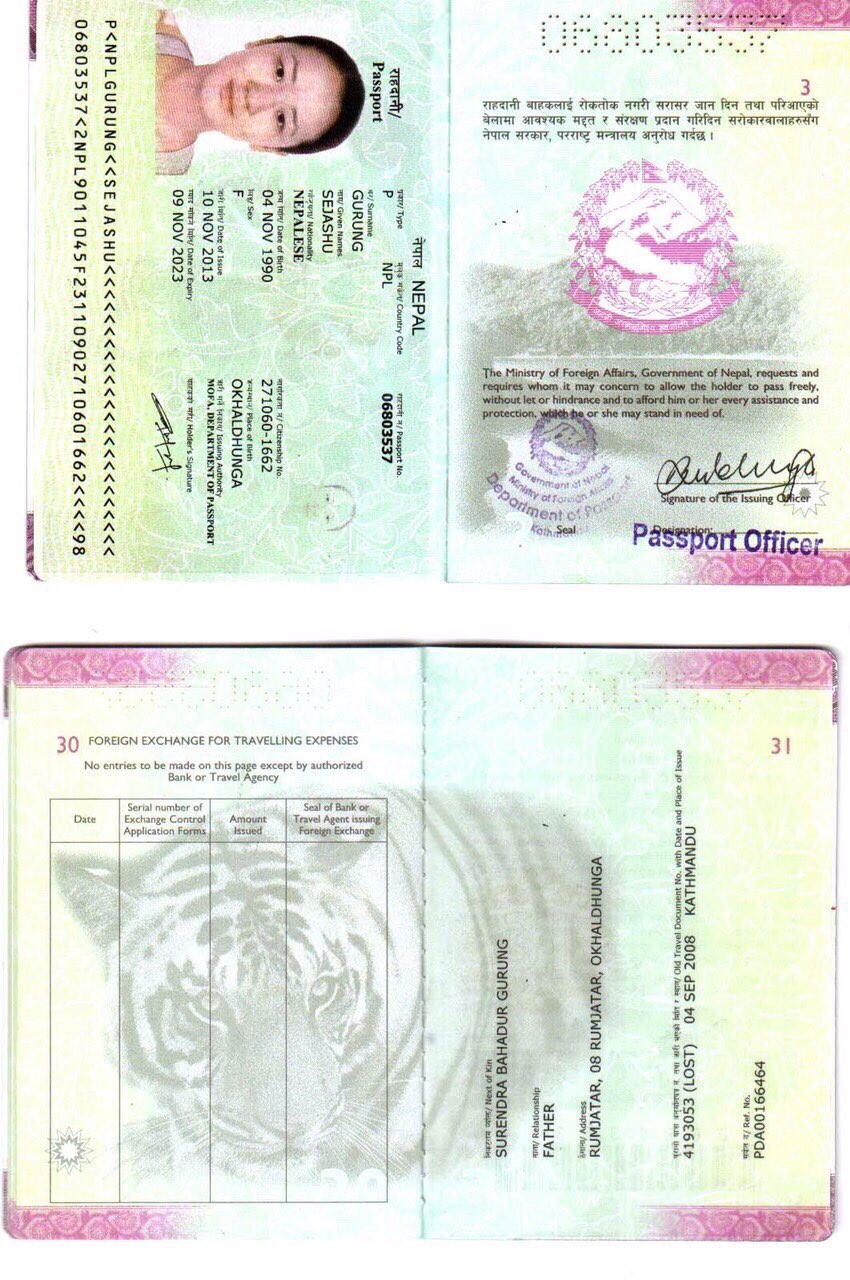 राहदानी/
Passport
नेपाल NEPAL
प्रकार/ Type
P
Country Code
NPL
राहदानी नं/ Passport No.
06803537
थर/ Surname
GURUNG
नाम/ Given Names
SEJASHU
राष्ट्रियता/ Nationality
NEPALESE
जन्म मिति/ Date of Birth
04 NOV 1990
नागरिकता नं/ Citizenship No.
271060-1662
लिङ्ग/ Sex
F
जन्मस्थान/ Place of Birth
OKHALDHUNGA
जारी मिति/ Date of Issue
10 NOV 2013
Issuing Authority
MOFA, DEPARTMENT OF PASSPORT
Date of Expiry
09 NOV 2023
Holder's Signature
P<NPLGURUNG<<SEJASHU<<<<<<<<<<<<<<<<<<<<<<<<
06803537<2NPL9011045F23110902710601662<<<98
06803537
3
राहदानी बाहकलाई रोकतोक नगरी सरासर जान दिन तथा परिआएको
बेलामा आवश्यक मद्दत र संरक्षण प्रदान गरिदिन सरोकारवालाहरुसँग
नेपाल सरकार, परराष्ट्र मन्त्रालय अनुरोध गर्दछ ।
The Ministry of Foreign Affairs, Government of Nepal, requests and
requires whom it may concern to allow the holder to pass freely,
without let or hindrance and to afford him or her every assistance and
protection, which he or she may stand in need of.
Government of Nepal
Ministry of Foreign Affairs
Department of Passport
Signature of the Issuing Officer
Seal
Designation:
Passport Officer
30 FOREIGN EXCHANGE FOR TRAVELLING EXPENSES
No entries to be made on this page except by authorized
Bank or Travel Agency
Date
Serial number of
Exchange Control
Application Forms
Amount
Issued
Seal of Bank or
Travel Agent issuing
Foreign Exchange
31
Next of Kin
SURENDRA BAHADUR GURUNG
नाता/ Relationship
FATHER
ठेगाना/ Address
RUMJATAR, 08 RUMJATAR, OKHALDHUNGA
Old Travel Document No. with Date and Place of Issue
4193053 (LOST) 04 SEP 2008 KATHMANDU
Ref. No.
PDA00166464